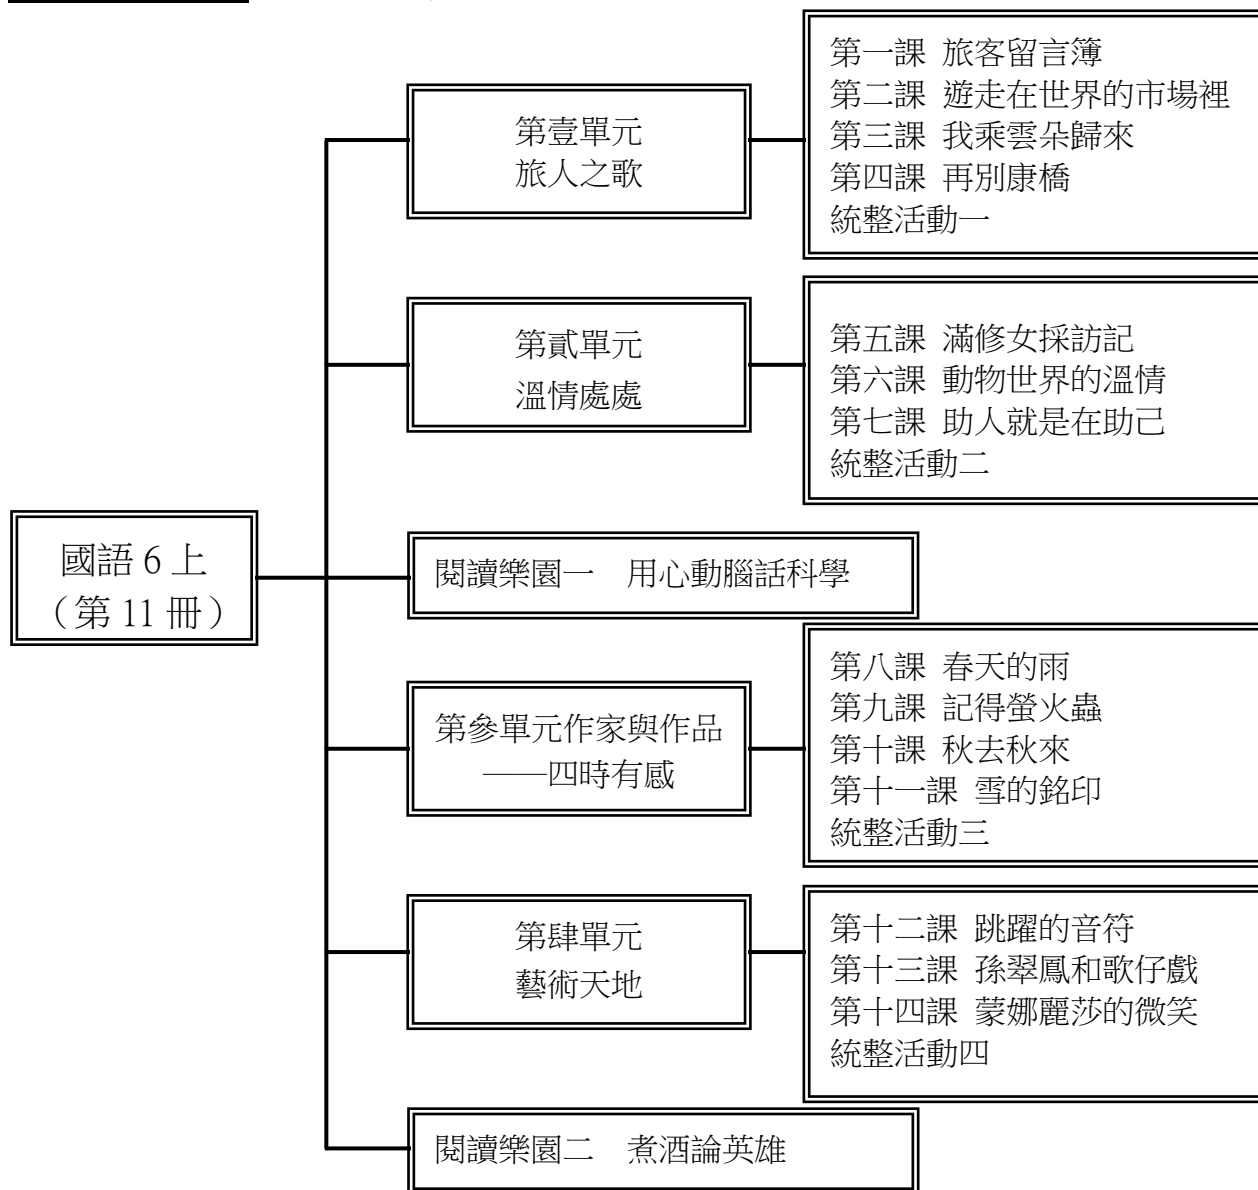 國語 6 上
（第 11 冊）
第壹單元
旅人之歌
第一課 旅客留言簿
第二課 遊走在世界的市場裡
第三課 我乘雲朵歸來
第四課 再別康橋
統整活動一
第貳單元
溫情處處
第五課 滿修女採訪記
第六課 動物世界的溫情
第七課 助人就是在助己
統整活動二
閱讀樂園一　用心動腦話科學
第參單元作家與作品
──四時有感
第八課 春天的雨
第九課 記得螢火蟲
第十課 秋去秋來
第十一課 雪的銘印
統整活動三
第肆單元
藝術天地
第十二課 跳躍的音符
第十三課 孫翠鳳和歌仔戲
第十四課 蒙娜麗莎的微笑
統整活動四
閱讀樂園二　煮酒論英雄